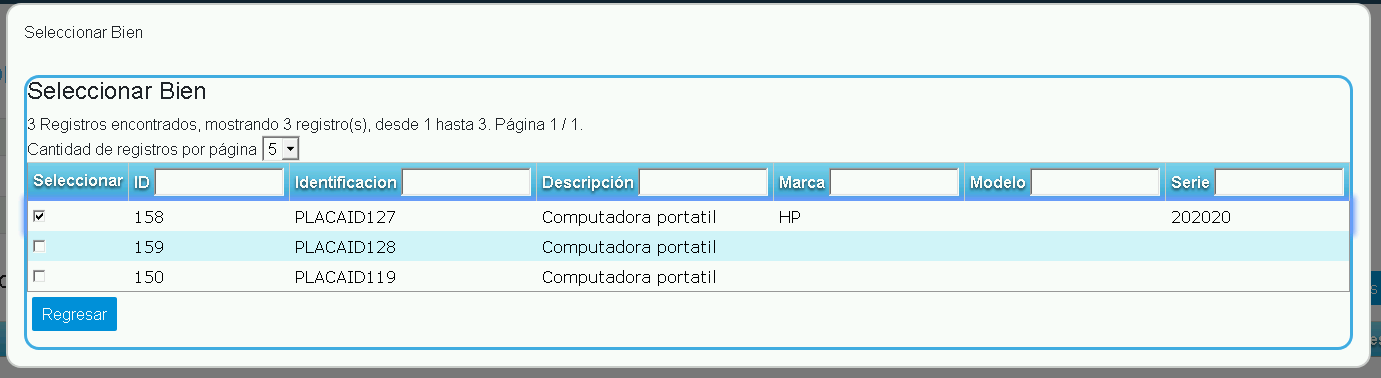 Seleccionar Bien
Seleccionar Bien
3 Registros encontrados, mostrando 3 registro(s), desde 1 hasta 3. Página 1 / 1.
Cantidad de registros por página 5
Seleccionar ID Identificacion Descripción Marca Modelo Serie
158 PLACAID127 Computadora portatil HP 202020
159 PLACAID128 Computadora portatil
150 PLACAID119 Computadora portatil
Regresar